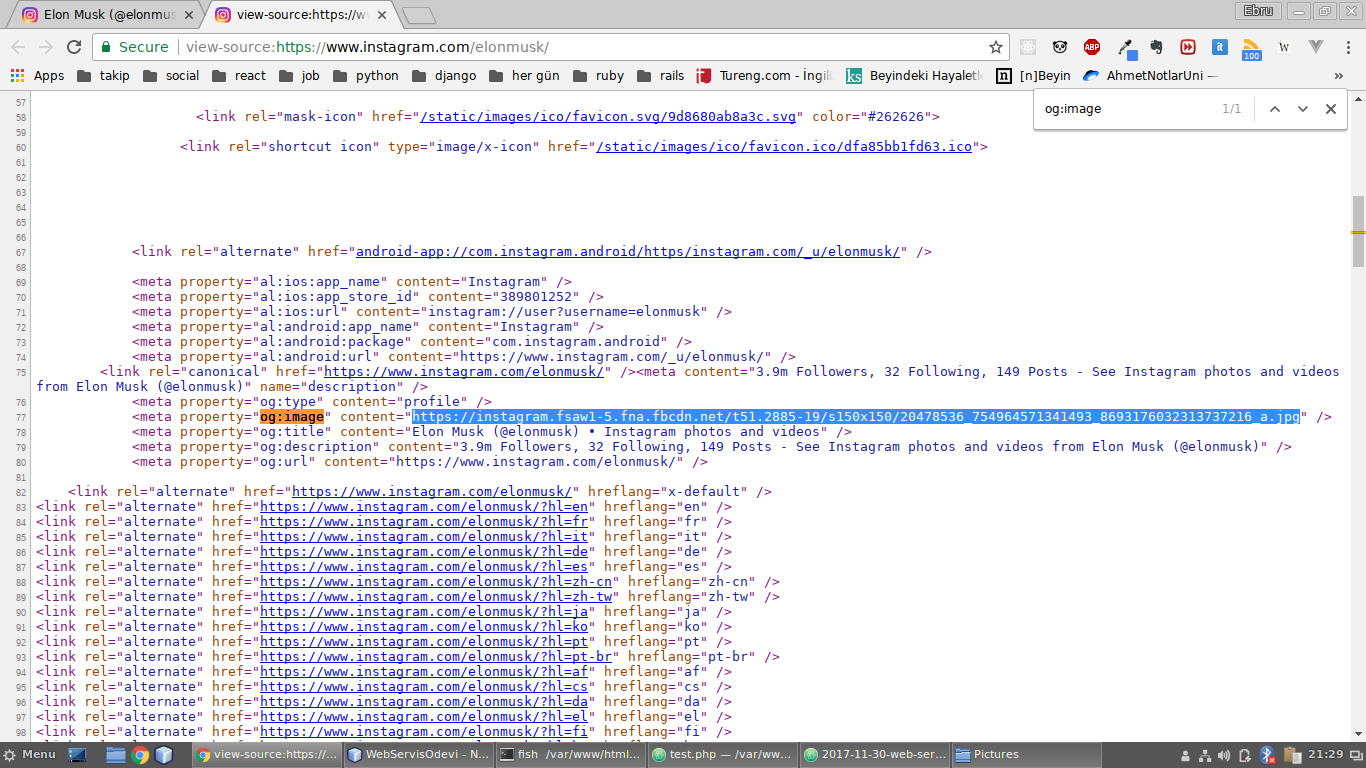 Elon Musk (@elonmus
view-source:https://w
Ebru
Secure view-source:https://www.instagram.com/elonmusk/
ABP
it
100
W
Apps takip social react job python django her gün ruby rails Tureng.com - İngili ks Beyindeki Hayaletl n [n]Beyin AhmetNotlarUni — »
og:image 1/1
57
58 <link rel="mask-icon" href="/static/images/ico/favicon.svg/9d8680ab8a3c.svg" color="#262626">
59
60 <link rel="shortcut icon" type="image/x-icon" href="/static/images/ico/favicon.ico/dfa85bb1fd63.ico">
61
62
63
64
65
66
67 <link rel="alternate" href="android-app://com.instagram.android/https/instagram.com/_u/elonmusk/" />
68
69 <meta property="al:ios:app_name" content="Instagram" />
70 <meta property="al:ios:app_store_id" content="389801252" />
71 <meta property="al:ios:url" content="instagram://user?username=elonmusk" />
72 <meta property="al:android:app_name" content="Instagram" />
73 <meta property="al:android:package" content="com.instagram.android" />
74 <meta property="al:android:url" content="https://www.instagram.com/_u/elonmusk/" />
75 <link rel="canonical" href="https://www.instagram.com/elonmusk/" /><meta content="3.9m Followers, 32 Following, 149 Posts - See Instagram photos and videos
from Elon Musk (@elonmusk)" name="description" />
76 <meta property="og:type" content="profile" />
77 <meta property="og:image" content="https://instagram.fsaw1-5.fna.fbcdn.net/t51.2885-19/s150x150/20478536_754964571341493_8693176032313737216_a.jpg" />
78 <meta property="og:title" content="Elon Musk (@elonmusk) • Instagram photos and videos" />
79 <meta property="og:description" content="3.9m Followers, 32 Following, 149 Posts - See Instagram photos and videos from Elon Musk (@elonmusk)" />
80 <meta property="og:url" content="https://www.instagram.com/elonmusk/" />
81
82 <link rel="alternate" href="https://www.instagram.com/elonmusk/" hreflang="x-default" />
83 <link rel="alternate" href="https://www.instagram.com/elonmusk/?hl=en" hreflang="en" />
84 <link rel="alternate" href="https://www.instagram.com/elonmusk/?hl=fr" hreflang="fr" />
85 <link rel="alternate" href="https://www.instagram.com/elonmusk/?hl=it" hreflang="it" />
86 <link rel="alternate" href="https://www.instagram.com/elonmusk/?hl=de" hreflang="de" />
87 <link rel="alternate" href="https://www.instagram.com/elonmusk/?hl=es" hreflang="es" />
88 <link rel="alternate" href="https://www.instagram.com/elonmusk/?hl=zh-cn" hreflang="zh-cn" />
89 <link rel="alternate" href="https://www.instagram.com/elonmusk/?hl=zh-tw" hreflang="zh-tw" />
90 <link rel="alternate" href="https://www.instagram.com/elonmusk/?hl=ja" hreflang="ja" />
91 <link rel="alternate" href="https://www.instagram.com/elonmusk/?hl=ko" hreflang="ko" />
92 <link rel="alternate" href="https://www.instagram.com/elonmusk/?hl=pt" hreflang="pt" />
93 <link rel="alternate" href="https://www.instagram.com/elonmusk/?hl=pt-br" hreflang="pt-br" />
94 <link rel="alternate" href="https://www.instagram.com/elonmusk/?hl=af" hreflang="af" />
95 <link rel="alternate" href="https://www.instagram.com/elonmusk/?hl=cs" hreflang="cs" />
96 <link rel="alternate" href="https://www.instagram.com/elonmusk/?hl=da" hreflang="da" />
97 <link rel="alternate" href="https://www.instagram.com/elonmusk/?hl=el" hreflang="el" />
98 <link rel="alternate" href="https://www.instagram.com/elonmusk/?hl=fi" hreflang="fi" />
Menu view-source:https://... WebServisOdevi - N... fish /var/www/html... test.php — /var/ww... 2017-11-30-web-ser... Pictures 21:29